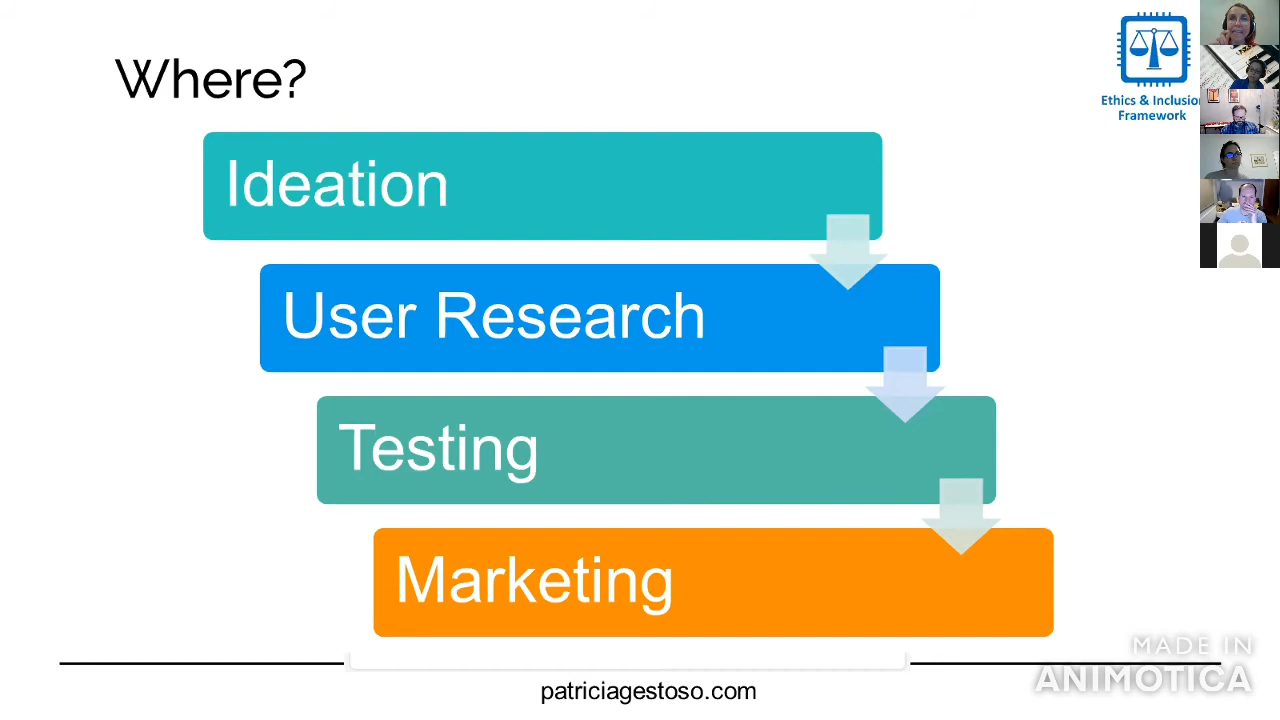 Where?
Ethics & Inclusion
Framework
Ideation
User Research
Testing
Marketing
patriciagestoso.com
MADE IN
ANIMOTICA